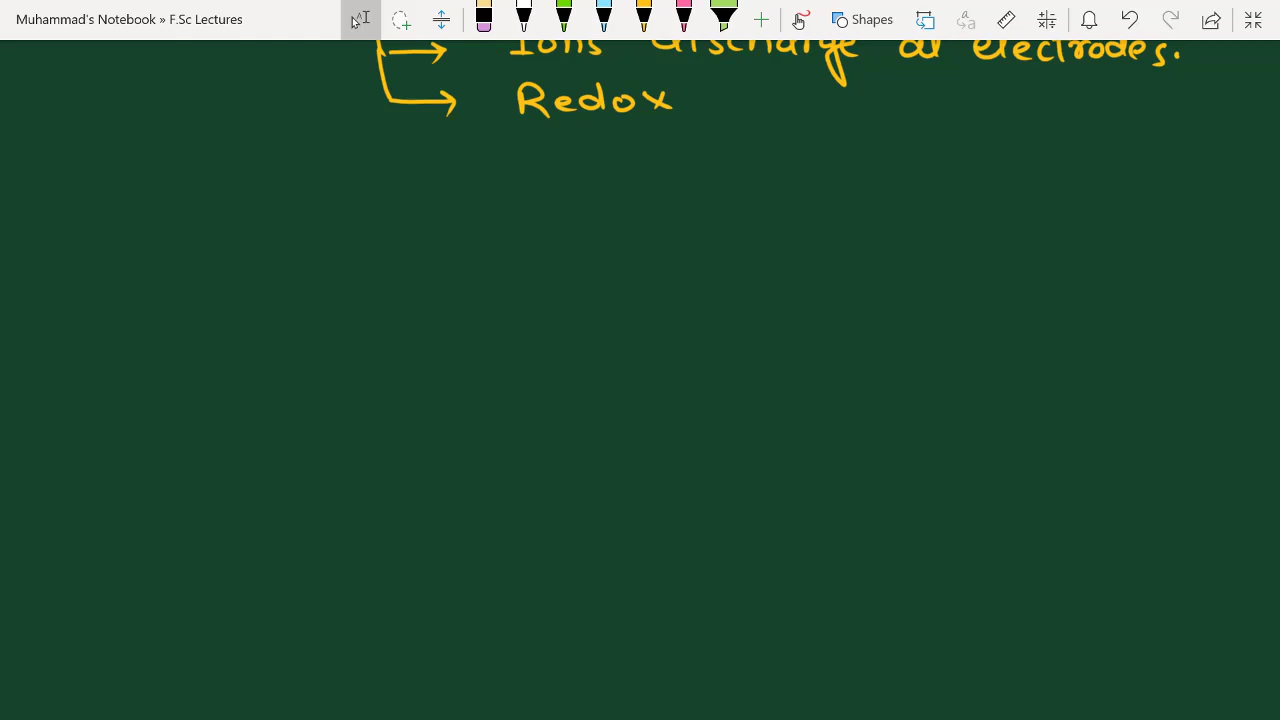 Muhammad's Notebook » F.Sc Lectures
Shapes
Ions discharge at electrodes.
Redox